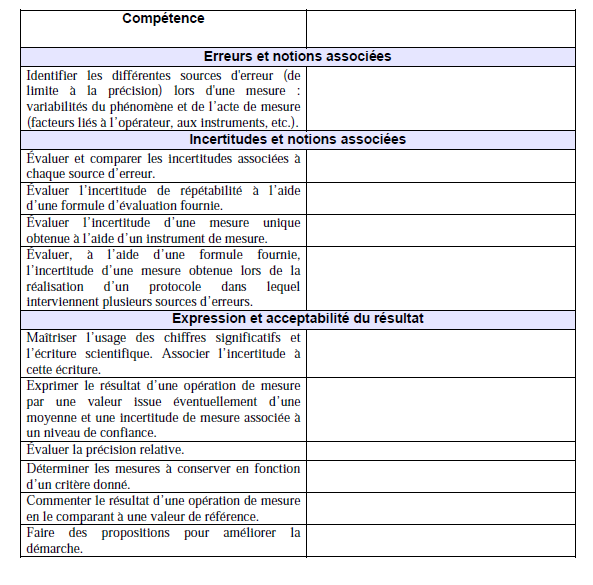 Compétence
Erreurs et notions associées
Identifier les différentes sources d'erreur (de
limite à la précision) lors d'une mesure :
variabilités du phénomène et de l'acte de mesure
(facteurs liés à l'opérateur, aux instruments, etc.).
Incertitudes et notions associées
Évaluer et comparer les incertitudes associées à
chaque source d'erreur.
Évaluer l'incertitude de répétabilité à l'aide
d'une formule d'évaluation fournie.
Évaluer l'incertitude d'une mesure unique
obtenue à l'aide d'un instrument de mesure.
Évaluer, à l'aide d'une formule fournie,
l'incertitude d'une mesure obtenue lors de la
réalisation d'un protocole dans lequel
interviennent plusieurs sources d'erreurs.
Expression et acceptabilité du résultat
Maîtriser l'usage des chiffres significatifs et
l'écriture scientifique. Associer l'incertitude à
cette écriture.
Exprimer le résultat d'une opération de mesure
par une valeur issue éventuellement d'une
moyenne et une incertitude de mesure associée à
un niveau de confiance.
Évaluer la précision relative.
Déterminer les mesures à conserver en fonction
d'un critère donné.
Commenter le résultat d'une opération de mesure
en le comparant à une valeur de référence.
Faire des propositions pour améliorer la
démarche.